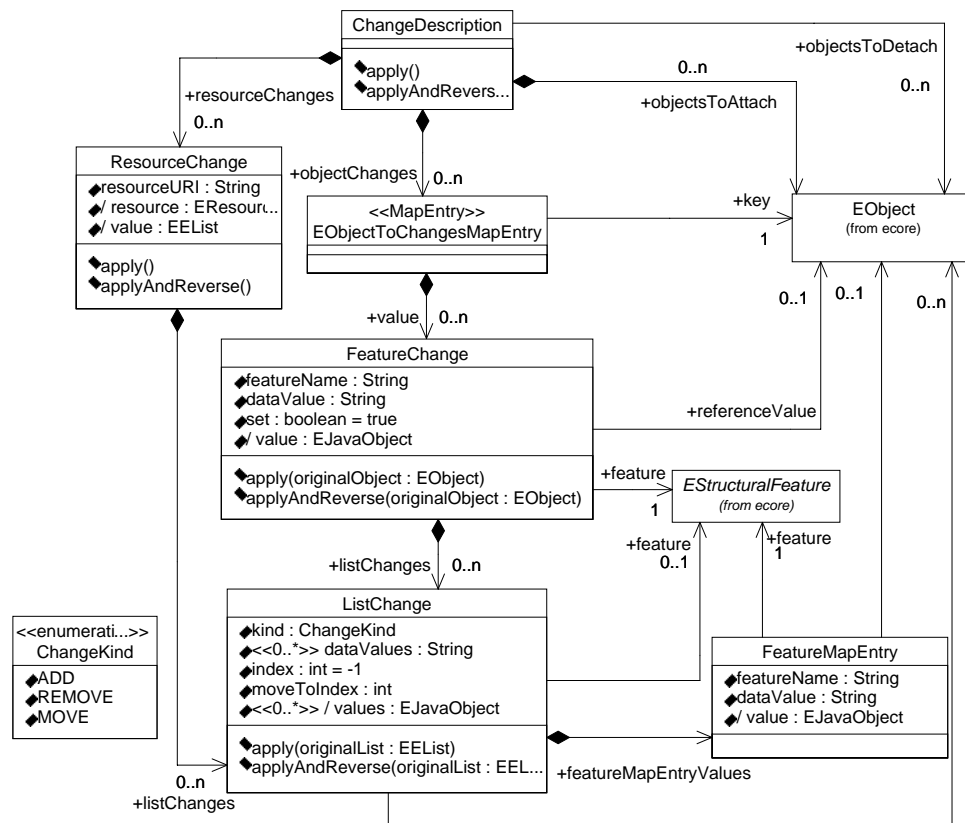 ChangeDescription
apply()
applyAndRevers...
+objectsToDetach
0..n
0..n
+objectsToAttach
+resourceChanges
0..n
+objectChanges
0..n
ResourceChange
resourceURI : String
/ resource : EResourc...
/ value : EEList
apply()
applyAndReverse()
<<MapEntry>>
EObjectToChangesMapEntry
+key
1
EObject
(from ecore)
0..1
0..1
0..n
+value
0..n
FeatureChange
featureName : String
dataValue : String
set : boolean = true
/ value : EJavaObject
apply(originalObject : EObject)
applyAndReverse(originalObject : EObject)
+referenceValue
+feature
1
EStructuralFeature
(from ecore)
+feature
0..1
+feature
1
+listChanges
0..n
ListChange
kind : ChangeKind
<<0..*>> dataValues : String
index : int = -1
moveToIndex : int
<<0..*>> / values : EJavaObject
apply(originalList : EEList)
applyAndReverse(originalList : EEL...
<<enumerati...>>
ChangeKind
ADD
REMOVE
MOVE
FeatureMapEntry
featureName : String
dataValue : String
/ value : EJavaObject
+featureMapEntryValues
0..n
+listChanges